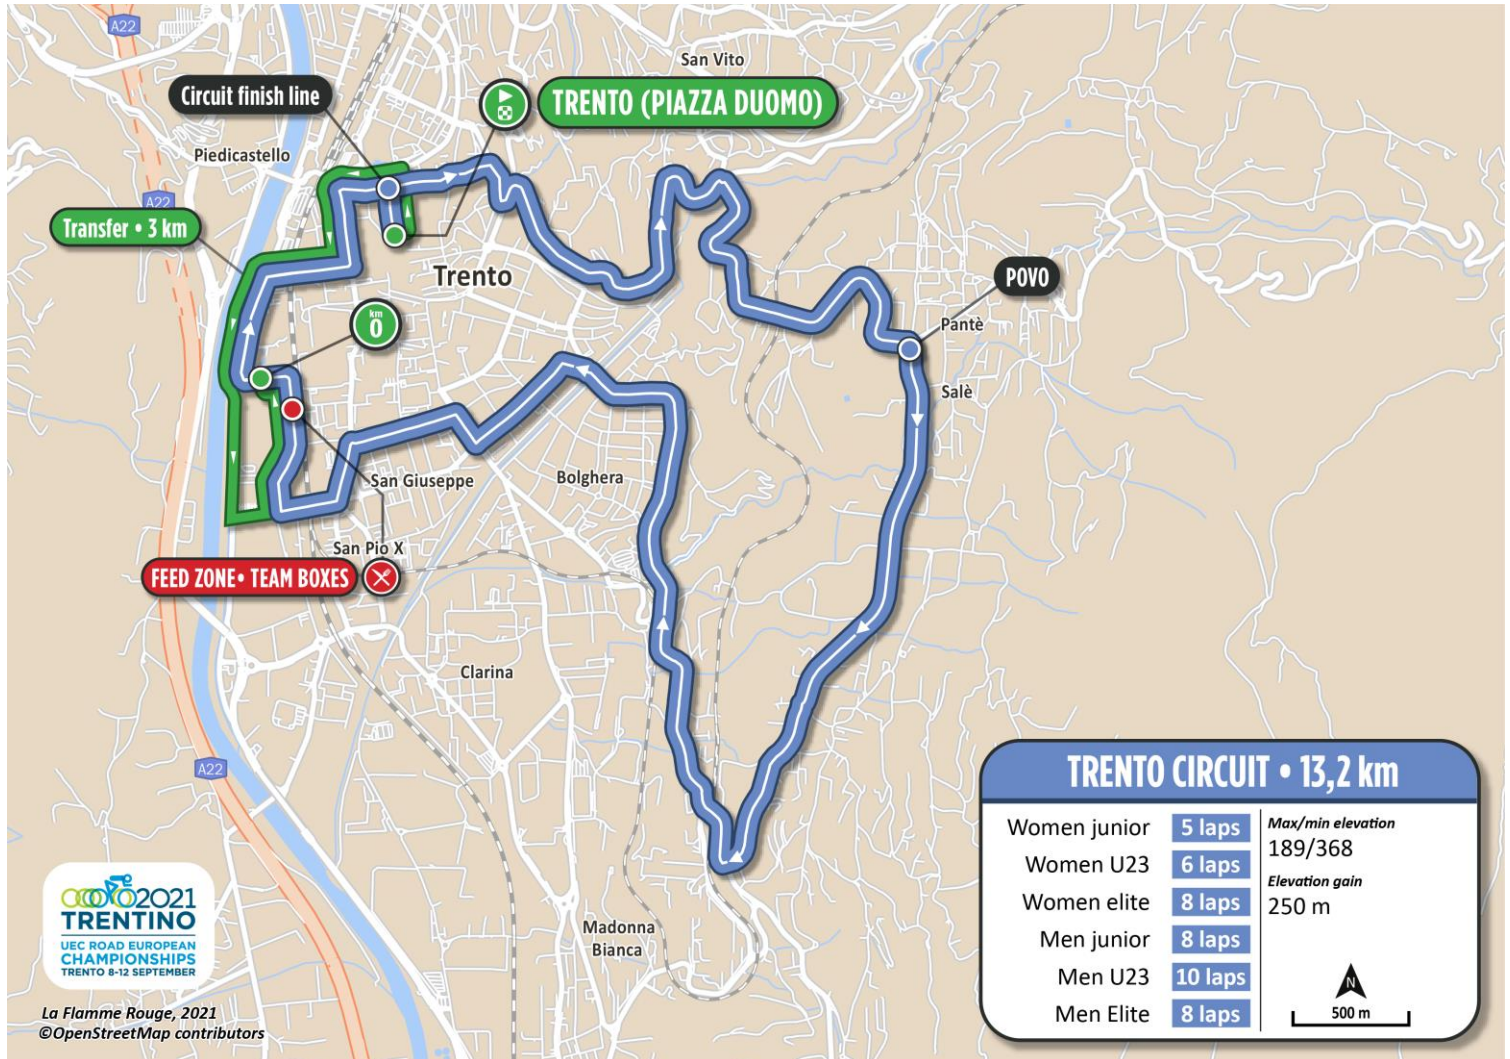 A22
San Vito
Circuit finish line
TRENTO (PIAZZA DUOMO)
Piedicastello
A22
Transfer • 3 km
Trento
POVO
km
0
Pantè
Salè
San Giuseppe
Bolghera
San Pio X
FEED ZONE• TEAM BOXES
Clarina
A22
Madonna
Bianca
TRENTO CIRCUIT • 13,2 km
Women junior 5 laps
Women U23 6 laps
Women elite 8 laps
Men junior 8 laps
Men U23 10 laps
Men Elite 8 laps
Max/min elevation
189/368
Elevation gain
250 m
N
500 m
2021
TRENTINO
UEC ROAD EUROPEAN
CHAMPIONSHIPS
TRENTO 8-12 SEPTEMBER
La Flamme Rouge, 2021
©OpenStreetMap contributors